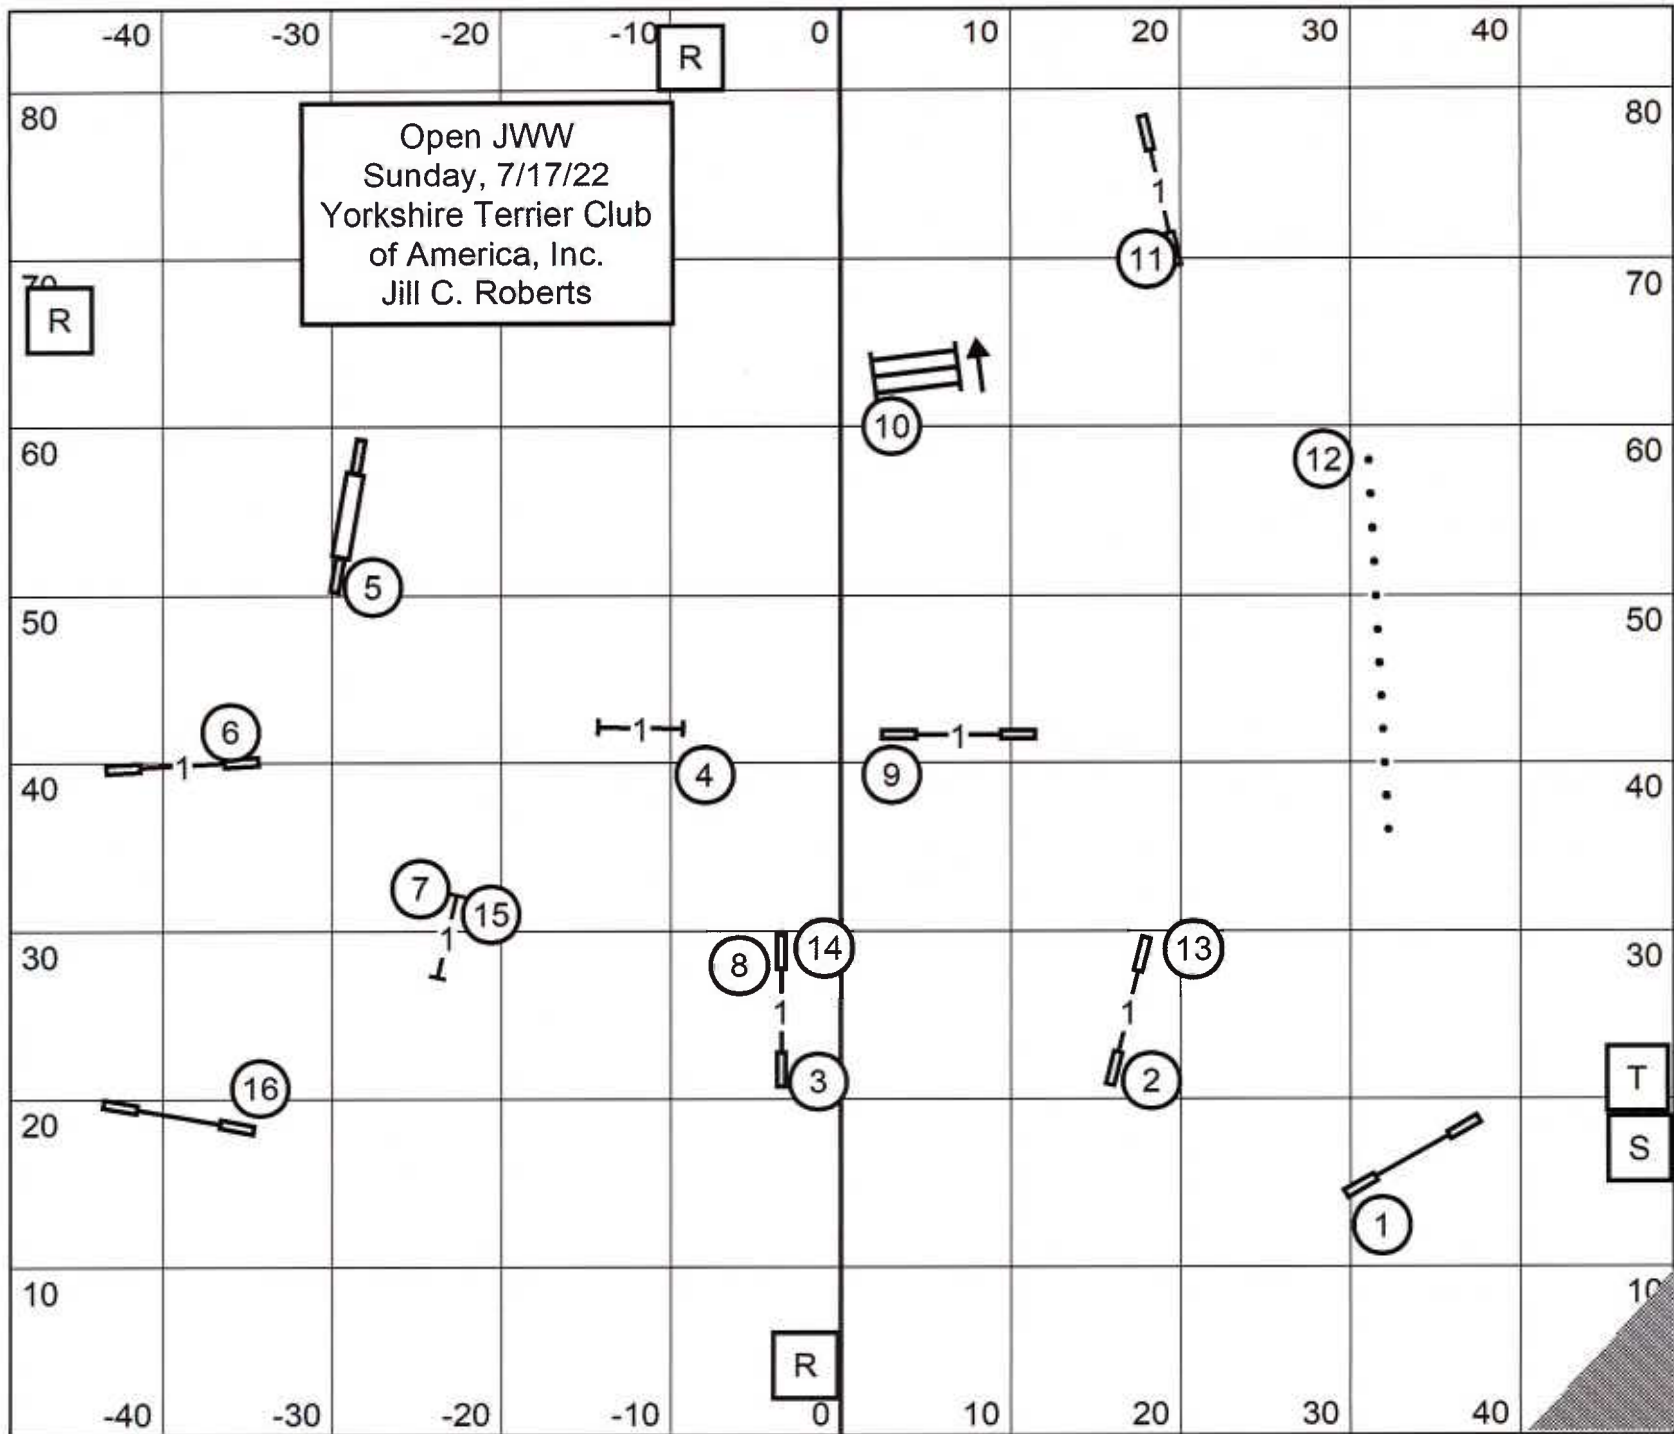 -40 -30 -20 -10 0 10 20 30 40
R
80 80
Open JWW
Sunday, 7/17/22
Yorkshire Terrier Club
of America, Inc.
Jill C. Roberts
1
11
70 70
R
10
60 60
12
5
50 50
6 1 4 1 9 1
40 40
7 15 1
30 30
8 14 13
1 1
3 2
16
T
20 20
S
1
10 10
R
-40 -30 -20 -10 0 10 20 30 40